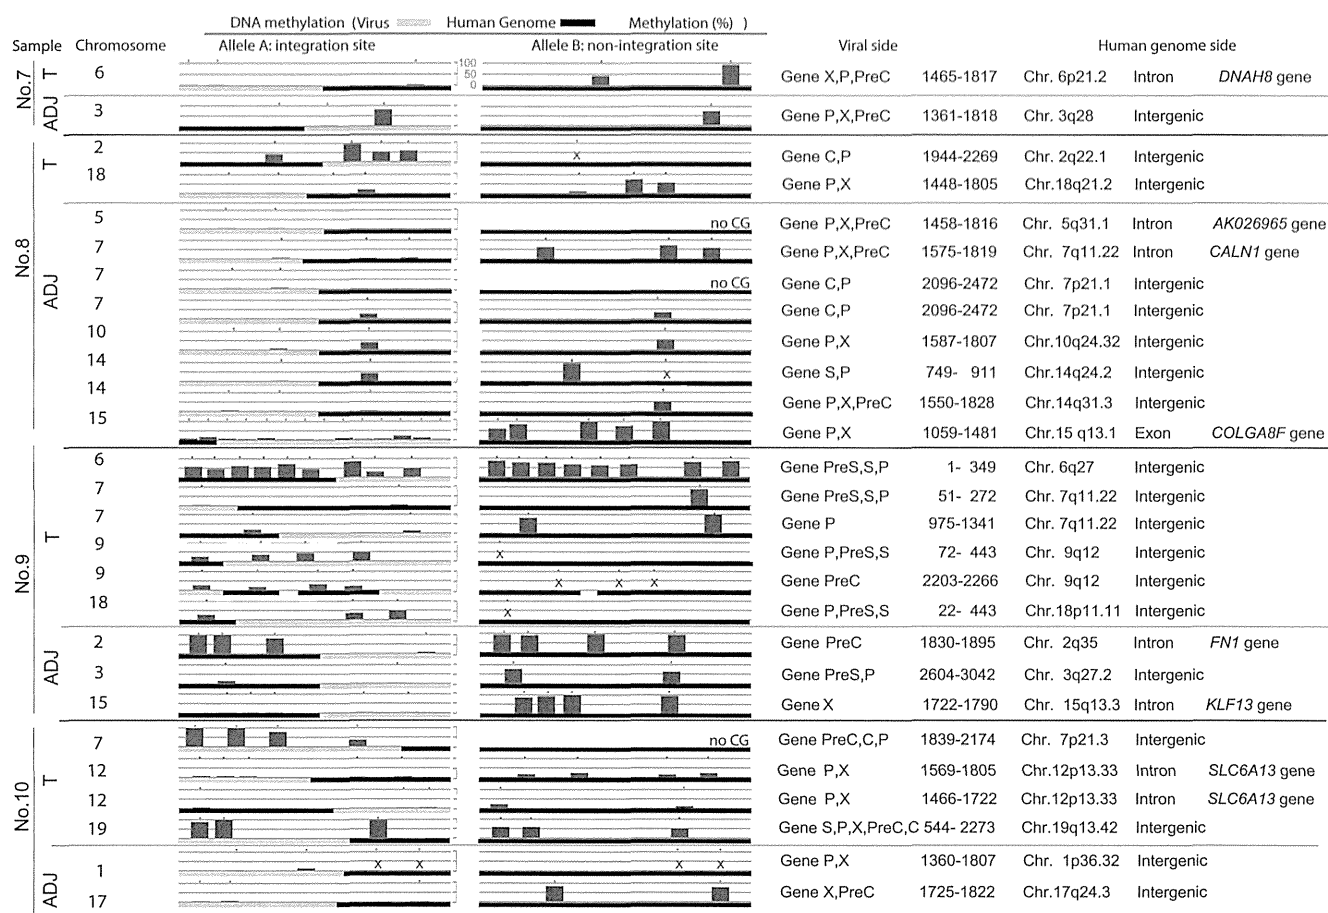 DNA methylation (Virus Human Genome Methylation (%) )
Sample Chromosome Allele A: integration site Allele B: non-integration site Viral side Human genome side
No.7
T
6 100 50 0 Gene X,P,PreC 1465-1817 Chr. 6p21.2 Intron DNAH8 gene
ADJ
3 Gene P,X,PreC 1361-1818 Chr. 3q28 Intergenic
No.8
T
2 X Gene C,P 1944-2269 Chr. 2q22.1 Intergenic
18 Gene P,X 1448-1805 Chr.18q21.2 Intergenic
ADJ
5 no CG Gene P,X,PreC 1458-1816 Chr. 5q31.1 Intron AK026965 gene
7 Gene P,X,PreC 1575-1819 Chr. 7q11.22 Intron CALN1 gene
7 no CG Gene C,P 2096-2472 Chr. 7p21.1 Intergenic
7 Gene C,P 2096-2472 Chr. 7p21.1 Intergenic
10 Gene P,X 1587-1807 Chr.10q24.32 Intergenic
14 X Gene S,P 749- 911 Chr.14q24.2 Intergenic
14 Gene P,X,PreC 1550-1828 Chr.14q31.3 Intergenic
15 Gene P,X 1059-1481 Chr.15 q13.1 Exon COLGA8F gene
No.9
T
6 Gene PreS,S,P 1- 349 Chr. 6q27 Intergenic
7 Gene PreS,S,P 51- 272 Chr. 7q11.22 Intergenic
7 Gene P 975-1341 Chr. 7q11.22 Intergenic
9 X Gene P,PreS,S 72- 443 Chr. 9q12 Intergenic
9 X X X Gene PreC 2203-2266 Chr. 9q12 Intergenic
18 X Gene P,PreS,S 22- 443 Chr.18p11.11 Intergenic
ADJ
2 Gene PreC 1830-1895 Chr. 2q35 Intron FN1 gene
3 Gene PreS,P 2604-3042 Chr. 3q27.2 Intergenic
15 Gene X 1722-1790 Chr. 15q13.3 Intron KLF13 gene
No.10
T
7 no CG Gene PreC,C,P 1839-2174 Chr. 7p21.3 Intergenic
12 Gene P,X 1569-1805 Chr.12p13.33 Intron SLC6A13 gene
12 Gene P,X 1466-1722 Chr.12p13.33 Intron SLC6A13 gene
19 Gene S,P,X,PreC,C 544- 2273 Chr.19q13.42 Intergenic
ADJ
1 X X X X Gene P,X 1360-1807 Chr. 1p36.32 Intergenic
17 Gene X,PreC 1725-1822 Chr.17q24.3 Intergenic